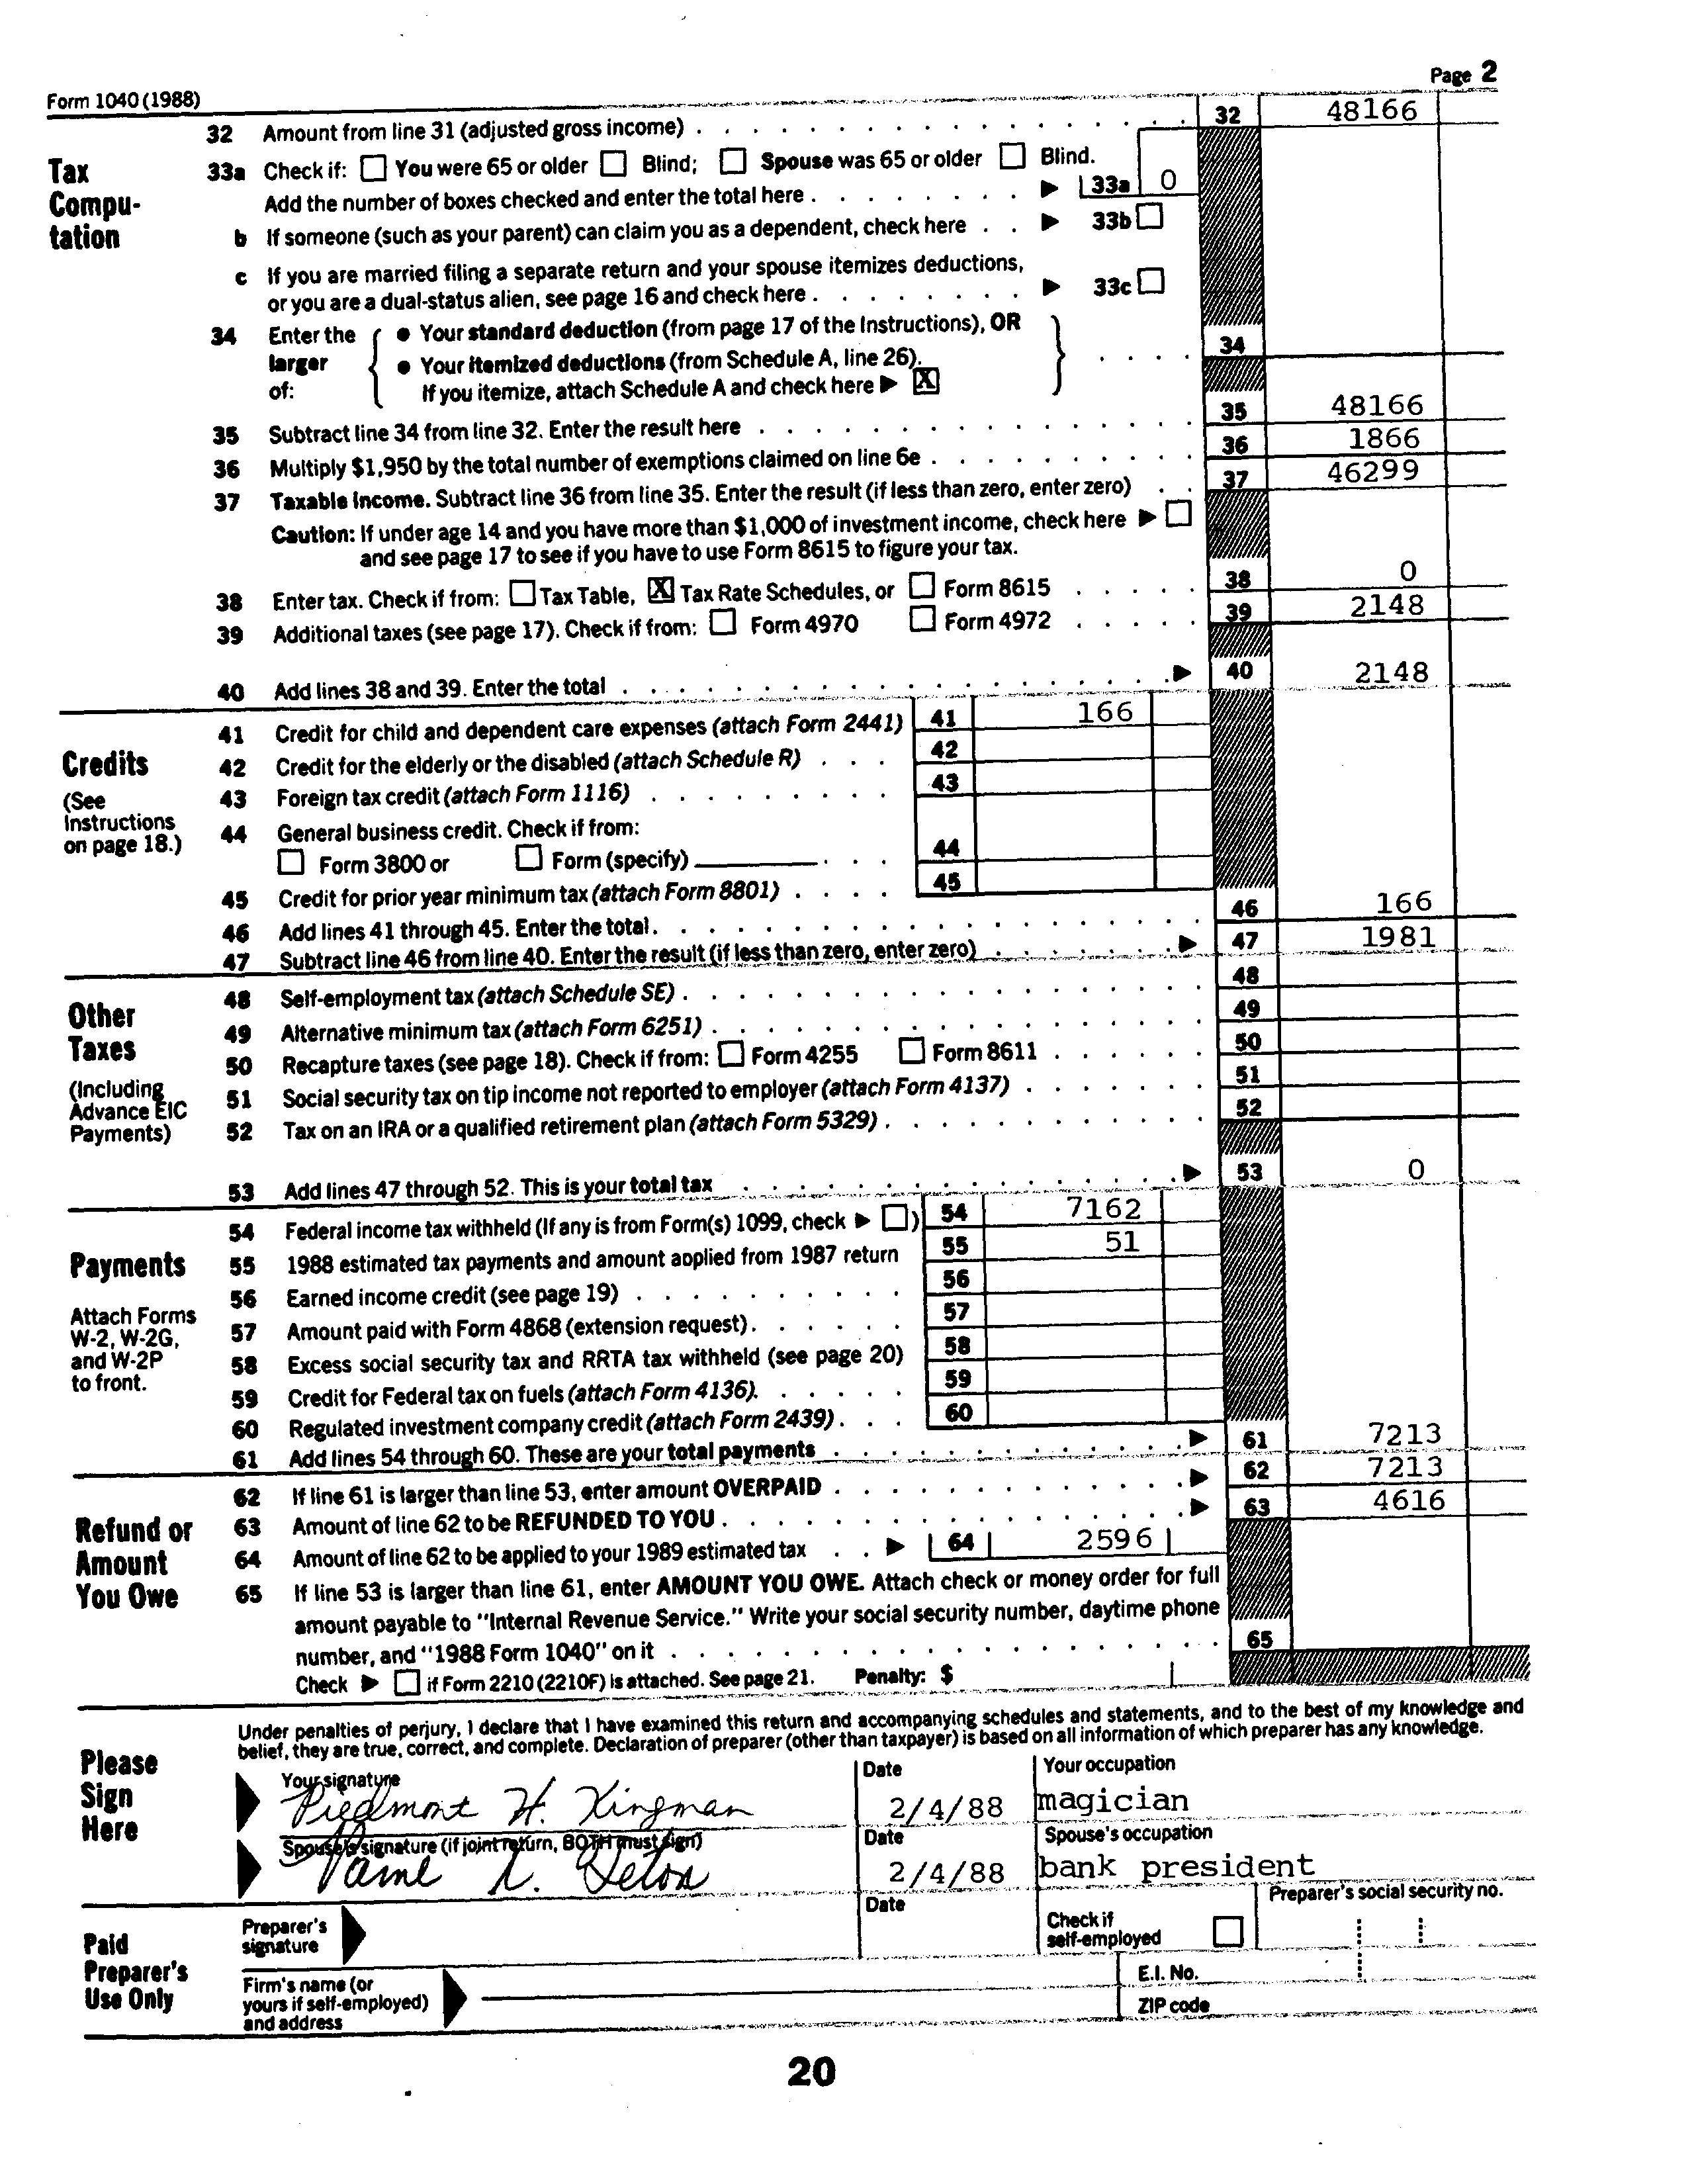 Form 1040 (1988)
Page 2
32 Amount from line 31 (adjusted gross income) 32 48166
Tax Compu- tation
33a Check if: You were 65 or older Blind; Spouse was 65 or older Blind.
Add the number of boxes checked and enter the total here 33a 0
b If someone (such as your parent) can claim you as a dependent, check here 33b
c If you are married filing a separate return and your spouse itemizes deductions,
or you are a dual-status alien, see page 16 and check here 33c
34 Enter the larger of: • Your standard deduction (from page 17 of the Instructions), OR
• Your itemized deductions (from Schedule A, line 26). 34
If you itemize, attach Schedule A and check here X
35 Subtract line 34 from line 32. Enter the result here 35 48166
36 Multiply $1,950 by the total number of exemptions claimed on line 6e 36 1866
37 Taxable income. Subtract line 36 from line 35. Enter the result (if less than zero, enter zero) 37 46299
Caution: If under age 14 and you have more than $1,000 of investment income, check here
and see page 17 to see if you have to use Form 8615 to figure your tax.
38 Enter tax. Check if from: Tax Table, X Tax Rate Schedules, or Form 8615 38 0
39 Additional taxes (see page 17). Check if from: Form 4970 Form 4972 39 2148
40 Add lines 38 and 39. Enter the total 40 2148
Credits
(See Instructions on page 18.)
41 Credit for child and dependent care expenses (attach Form 2441) 41 166
42 Credit for the elderly or the disabled (attach Schedule R) 42
43 Foreign tax credit (attach Form 1116) 43
44 General business credit. Check if from:
Form 3800 or Form (specify) 44
45 Credit for prior year minimum tax (attach Form 8801) 45
46 Add lines 41 through 45. Enter the total. 46 166
47 Subtract line 46 from line 40. Enter the result (if less than zero, enter zero) 47 1981
Other Taxes
(Including Advance EIC Payments)
48 Self-employment tax (attach Schedule SE) 48
49 Alternative minimum tax (attach Form 6251) 49
50 Recapture taxes (see page 18). Check if from: Form 4255 Form 8611 50
51 Social security tax on tip income not reported to employer (attach Form 4137) 51
52 Tax on an IRA or a qualified retirement plan (attach Form 5329) 52
53 Add lines 47 through 52. This is your total tax 53 0
Payments
Attach Forms W-2, W-2G, and W-2P to front.
54 Federal income tax withheld (If any is from Form(s) 1099, check ) 54 7162
55 1988 estimated tax payments and amount applied from 1987 return 55 51
56 Earned income credit (see page 19) 56
57 Amount paid with Form 4868 (extension request) 57
58 Excess social security tax and RRTA tax withheld (see page 20) 58
59 Credit for Federal tax on fuels (attach Form 4136). 59
60 Regulated investment company credit (attach Form 2439) 60
61 Add lines 54 through 60. These are your total payments 61 7213
Refund or Amount You Owe
62 If line 61 is larger than line 53, enter amount OVERPAID 62 7213
63 Amount of line 62 to be REFUNDED TO YOU 63 4616
64 Amount of line 62 to be applied to your 1989 estimated tax 64 2596
65 If line 53 is larger than line 61, enter AMOUNT YOU OWE. Attach check or money order for full
amount payable to "Internal Revenue Service." Write your social security number, daytime phone
number, and "1988 Form 1040" on it 65
Check if Form 2210 (2210F) is attached. See page 21. Penalty: $
Please Sign Here
Under penalties of perjury, I declare that I have examined this return and accompanying schedules and statements, and to the best of my knowledge and
belief, they are true, correct, and complete. Declaration of preparer (other than taxpayer) is based on all information of which preparer has any knowledge.
Your signature Date Your occupation
Piedmont H. Kingman 2/4/88 magician
Spouse's signature (if joint return, BOTH must sign) Date Spouse's occupation
2/4/88 bank president
Paid Preparer's Use Only
Preparer's signature Date Check if self-employed Preparer's social security no.
Firm's name (or yours if self-employed) and address E.I. No.
ZIP code
20